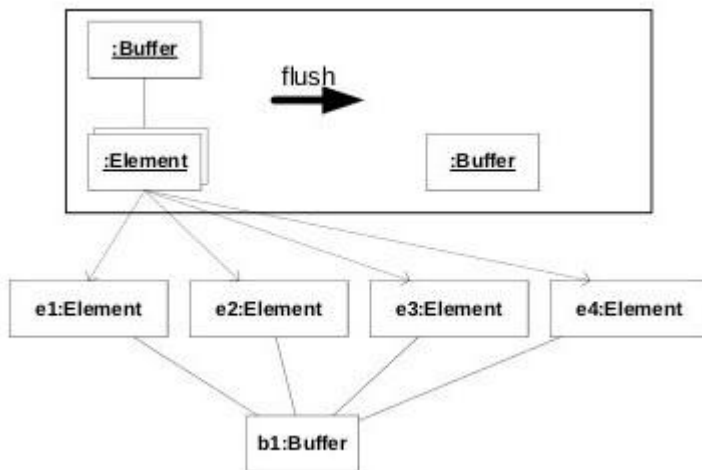 :Buffer
flush
:Element
:Buffer
e1:Element
e2:Element
e3:Element
e4:Element
b1:Buffer